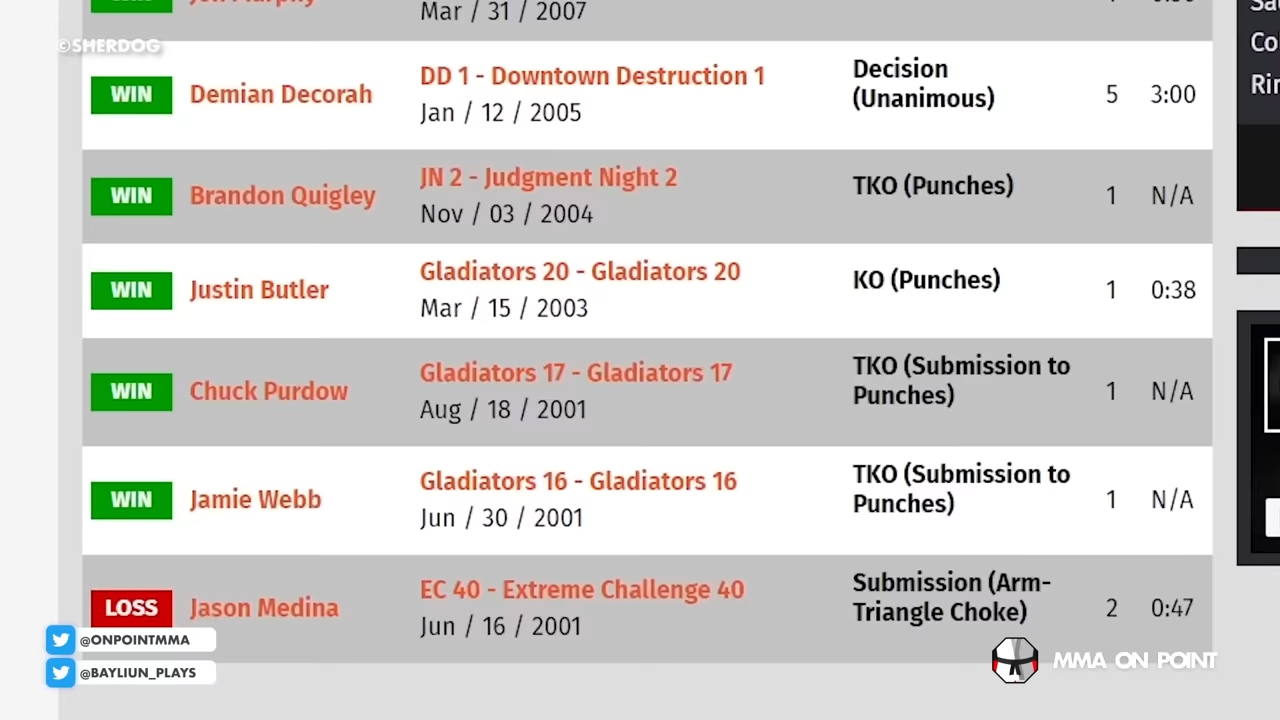 Mar / 31 / 2007
©SHERDOG
WIN Demian Decorah DD 1 - Downtown Destruction 1 Decision 5 3:00
Jan / 12 / 2005 (Unanimous)
WIN Brandon Quigley JN 2 - Judgment Night 2 TKO (Punches) 1 N/A
Nov / 03 / 2004
WIN Justin Butler Gladiators 20 - Gladiators 20 KO (Punches) 1 0:38
Mar / 15 / 2003
WIN Chuck Purdow Gladiators 17 - Gladiators 17 TKO (Submission to 1 N/A
Aug / 18 / 2001 Punches)
WIN Jamie Webb Gladiators 16 - Gladiators 16 TKO (Submission to 1 N/A
Jun / 30 / 2001 Punches)
LOSS Jason Medina EC 40 - Extreme Challenge 40 Submission (Arm- 2 0:47
Jun / 16 / 2001 Triangle Choke)
@ONPOINTMMA
@BAYLIUN_PLAYS
MMA ON POINT